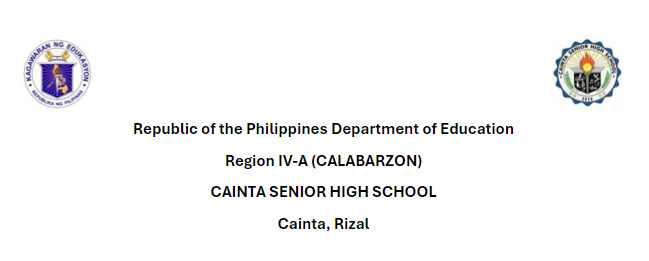 KAGAWARAN NG EDUKASYON
REPUBLIKA NG PILIPINAS
CAINTA SENIOR HIGH SCHOOL
2016
Republic of the Philippines Department of Education
Region IV-A (CALABARZON)
CAINTA SENIOR HIGH SCHOOL
Cainta, Rizal